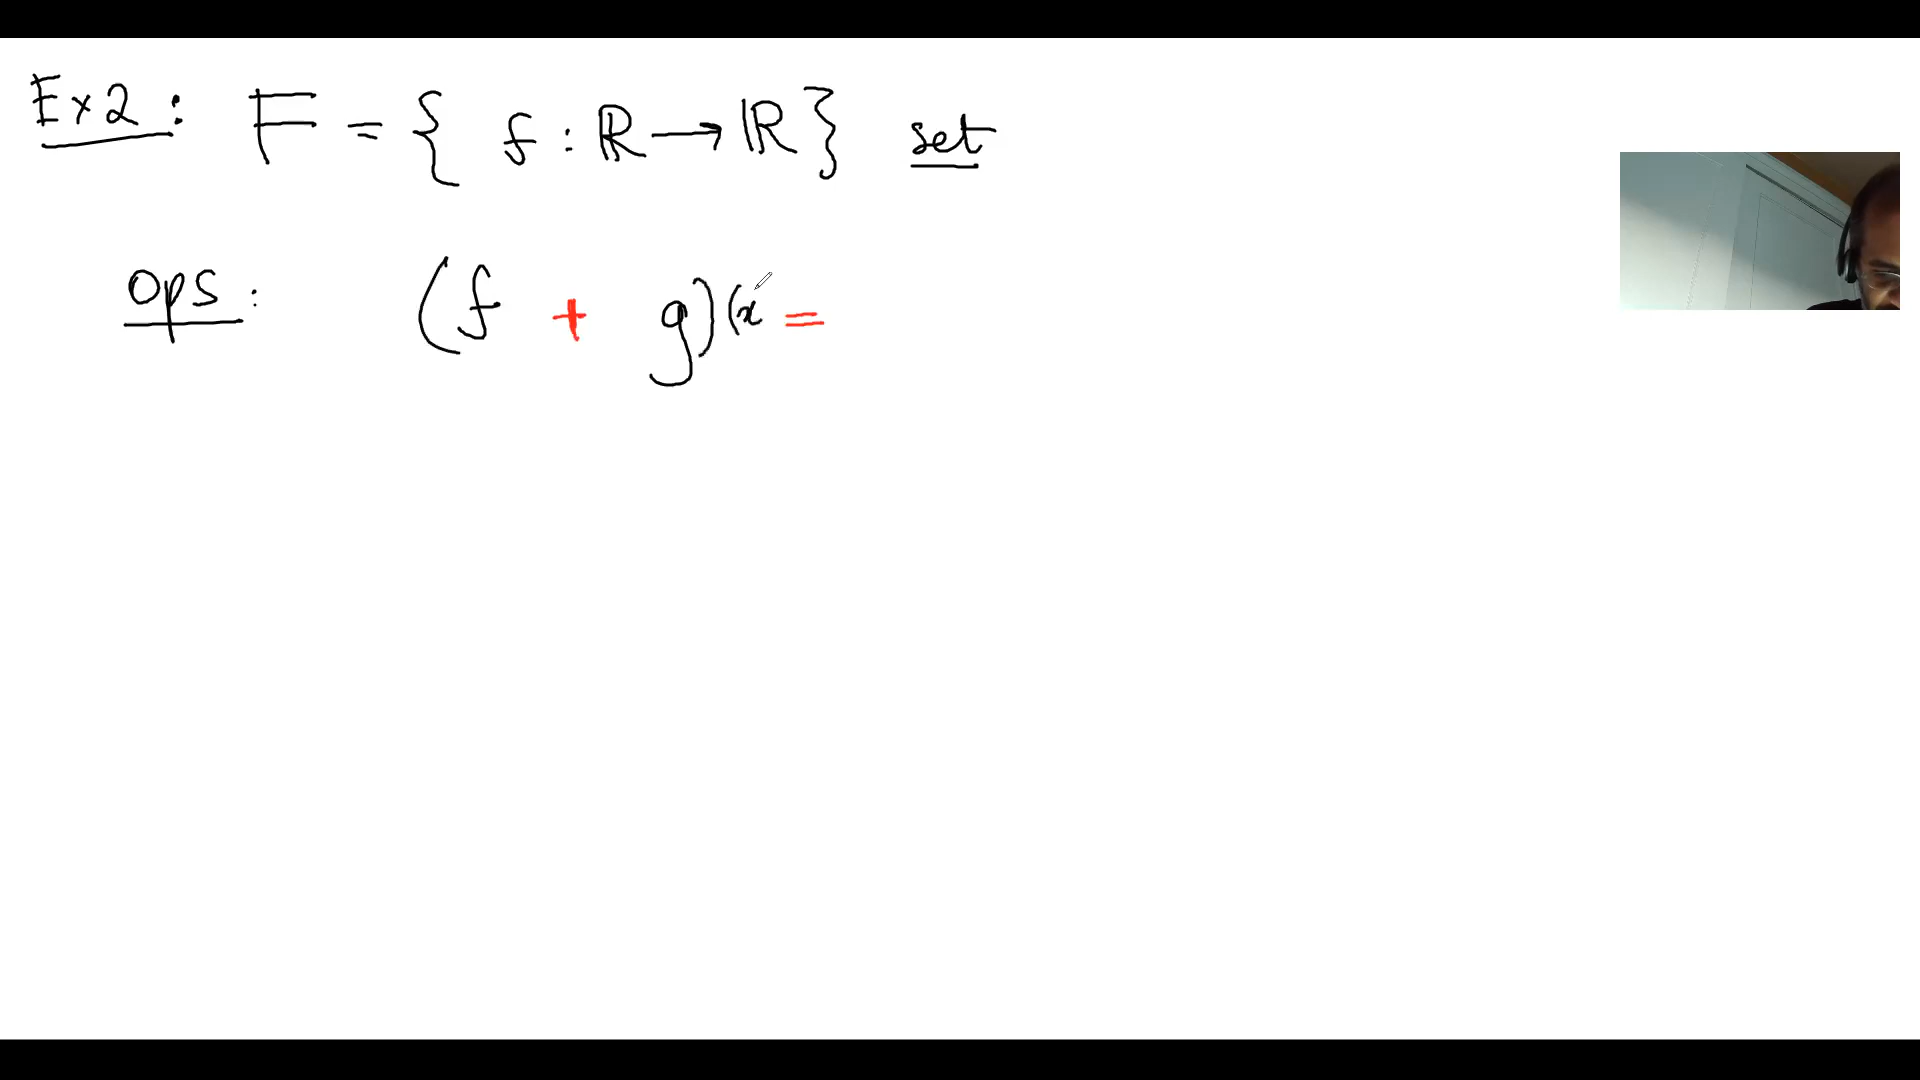 Ex2: F = { f : ℝ → ℝ } set
Ops: (f + g)(x =